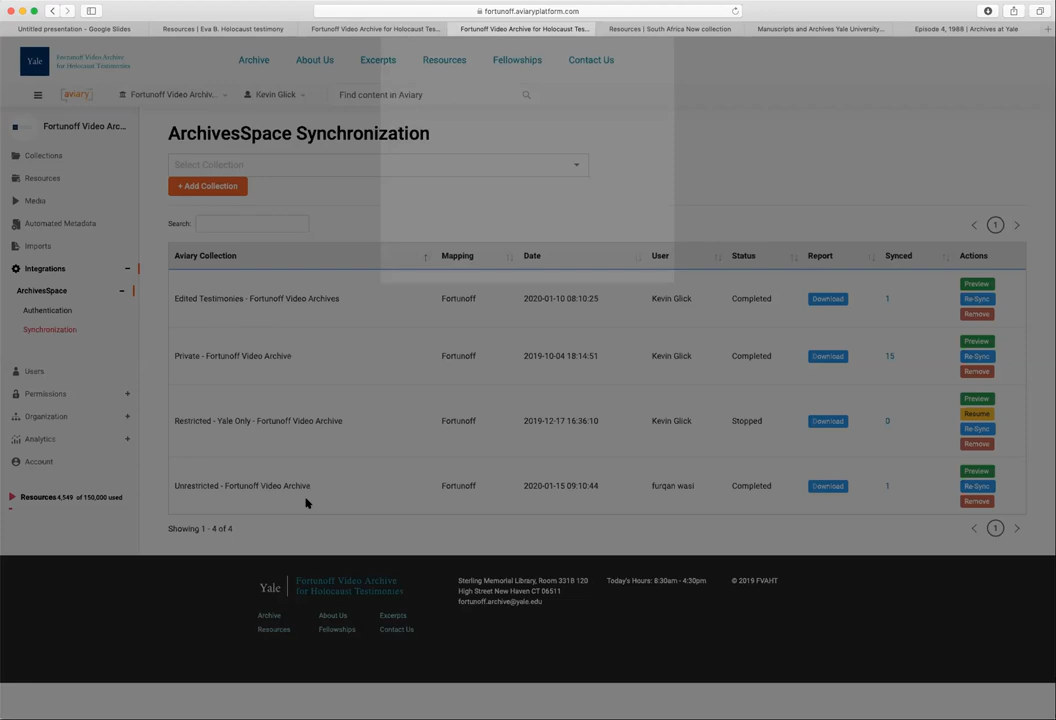 fortunoff.aviaryplatform.com
Untitled presentation - Google Slides
Resources | Eva B. Holocaust testimony
Fortunoff Video Archive for Holocaust Tes...
Fortunoff Video Archive for Holocaust Tes...
Resources | South Africa Now collection
Manuscripts and Archives Yale University...
Episode 4, 1988 | Archives at Yale
Yale
Fortunoff Video Archive
for Holocaust Testimonies
Archive
About Us
Excerpts
Resources
Fellowships
Contact Us
[aviary]
Fortunoff Video Archiv...
Kevin Glick
Find content in Aviary
Fortunoff Video Arc...
Collections
Resources
Media
Automated Metadata
Imports
Integrations
ArchivesSpace
Authentication
Synchronization
Users
Permissions
Organization
Analytics
Account
Resources 4,549 of 150,000 used
ArchivesSpace Synchronization
Select Collection
+ Add Collection
Search:
1
Aviary Collection Mapping Date User Status Report Synced Actions
Edited Testimonies - Fortunoff Video Archives Fortunoff 2020-01-10 08:10:25 Kevin Glick Completed Download 1 Preview
Re-Sync
Remove
Private - Fortunoff Video Archive Fortunoff 2019-10-04 18:14:51 Kevin Glick Completed Download 15 Preview
Re-Sync
Remove
Restricted - Yale Only - Fortunoff Video Archive Fortunoff 2019-12-17 16:36:10 Kevin Glick Stopped Download 0 Preview
Resume
Re-Sync
Remove
Unrestricted - Fortunoff Video Archive Fortunoff 2020-01-15 09:10:44 furqan wasi Completed Download 1 Preview
Re-Sync
Remove
Showing 1 - 4 of 4
1
Yale
Fortunoff Video Archive
for Holocaust Testimonies
Archive About Us Excerpts
Resources Fellowships Contact Us
Sterling Memorial Library, Room 331B 120
High Street New Haven CT 06511
fortunoff.archive@yale.edu
Today's Hours: 8:30am - 4:30pm
© 2019 FVAHT